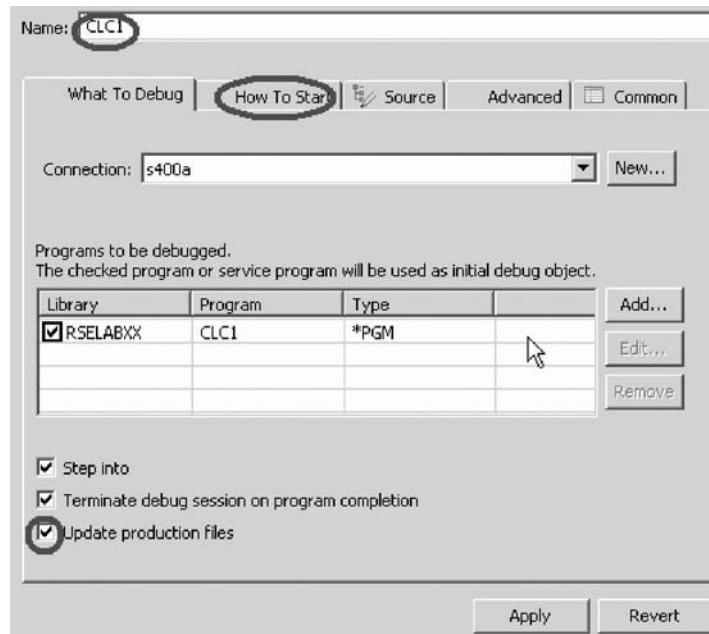 Name: CLC1
What To Debug How To Start Source Advanced Common
Connection: s400a New...
Programs to be debugged.
The checked program or service program will be used as initial debug object.
Library Program Type Add...
RSELABXX CLC1 *PGM
Edit...
Remove
Step into
Terminate debug session on program completion
Update production files
Apply Revert